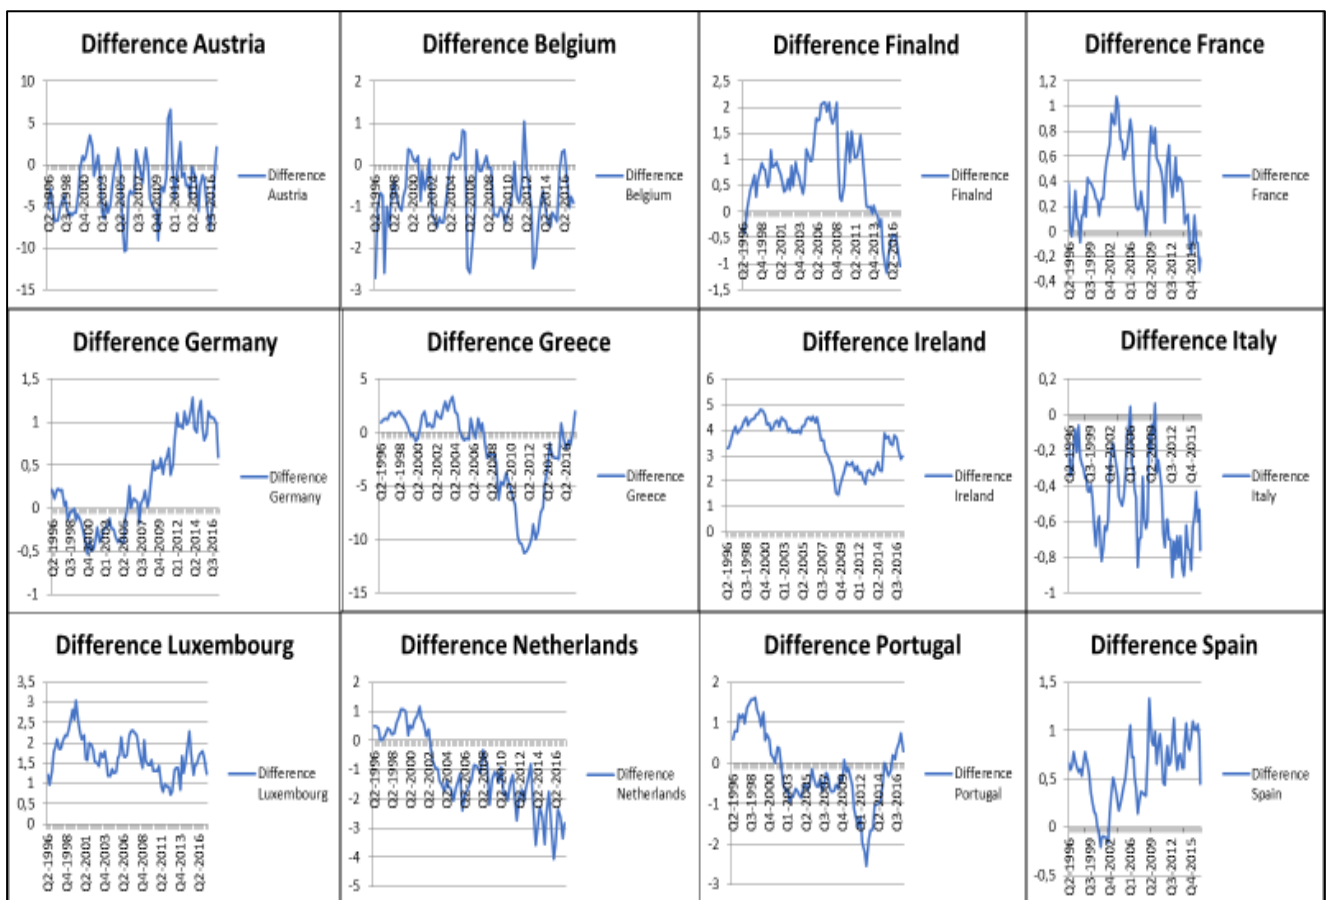 Difference Austria
10
5
0
-5
-10
-15
Q2-1996
Q3-1998
Q4-2000
Q1-2003
Q2-2005
Q3-2007
Q4-2009
Q1-2012
Q2-2014
Q3-2016
Difference
Austria
Difference Belgium
2
1
0
-1
-2
-3
Q2-1996
Q2-1998
Q2-2000
Q2-2002
Q2-2004
Q2-2006
Q2-2008
Q2-2010
Q2-2012
Q2-2014
Q2-2016
Difference
Belgium
Difference Finalnd
2,5
2
1,5
1
0,5
0
-0,5
-1
-1,5
Q2-1996
Q4-1998
Q2-2001
Q4-2003
Q2-2006
Q4-2008
Q2-2011
Q4-2013
Q2-2016
Difference
Finalnd
Difference France
1,2
1
0,8
0,6
0,4
0,2
0
-0,2
-0,4
Q2-1996
Q3-1999
Q4-2002
Q1-2006
Q2-2009
Q3-2012
Q4-2015
Difference
France
Difference Germany
1,5
1
0,5
0
-0,5
-1
Q2-1996
Q3-1998
Q4-2000
Q1-2003
Q2-2005
Q3-2007
Q4-2009
Q1-2012
Q2-2014
Q3-2016
Difference
Germany
Difference Greece
5
0
-5
-10
-15
Q2-1996
Q2-1998
Q2-2000
Q2-2002
Q2-2004
Q2-2006
Q2-2008
Q2-2010
Q2-2012
Q2-2014
Q2-2016
Difference
Greece
Difference Ireland
6
5
4
3
2
1
0
Q2-1996
Q3-1998
Q4-2000
Q1-2003
Q2-2005
Q3-2007
Q4-2009
Q1-2012
Q2-2014
Q3-2016
Difference
Ireland
Difference Italy
0,2
0
-0,2
-0,4
-0,6
-0,8
-1
Q2-1996
Q3-1999
Q4-2002
Q1-2006
Q2-2009
Q3-2012
Q4-2015
Difference
Italy
Difference Luxembourg
3,5
3
2,5
2
1,5
1
0,5
0
Q2-1996
Q4-1998
Q2-2001
Q4-2003
Q2-2006
Q4-2008
Q2-2011
Q4-2013
Q2-2016
Difference
Luxembourg
Difference Netherlands
2
1
0
-1
-2
-3
-4
-5
Q2-1996
Q2-1998
Q2-2000
Q2-2002
Q2-2004
Q2-2006
Q2-2008
Q2-2010
Q2-2012
Q2-2014
Q2-2016
Difference
Netherlands
Difference Portugal
2
1
0
-1
-2
-3
Q2-1996
Q3-1998
Q4-2000
Q1-2003
Q2-2005
Q3-2007
Q4-2009
Q1-2012
Q2-2014
Q3-2016
Difference
Portugal
Difference Spain
1,5
1
0,5
0
-0,5
Q2-1996
Q3-1999
Q4-2002
Q1-2006
Q2-2009
Q3-2012
Q4-2015
Difference
Spain